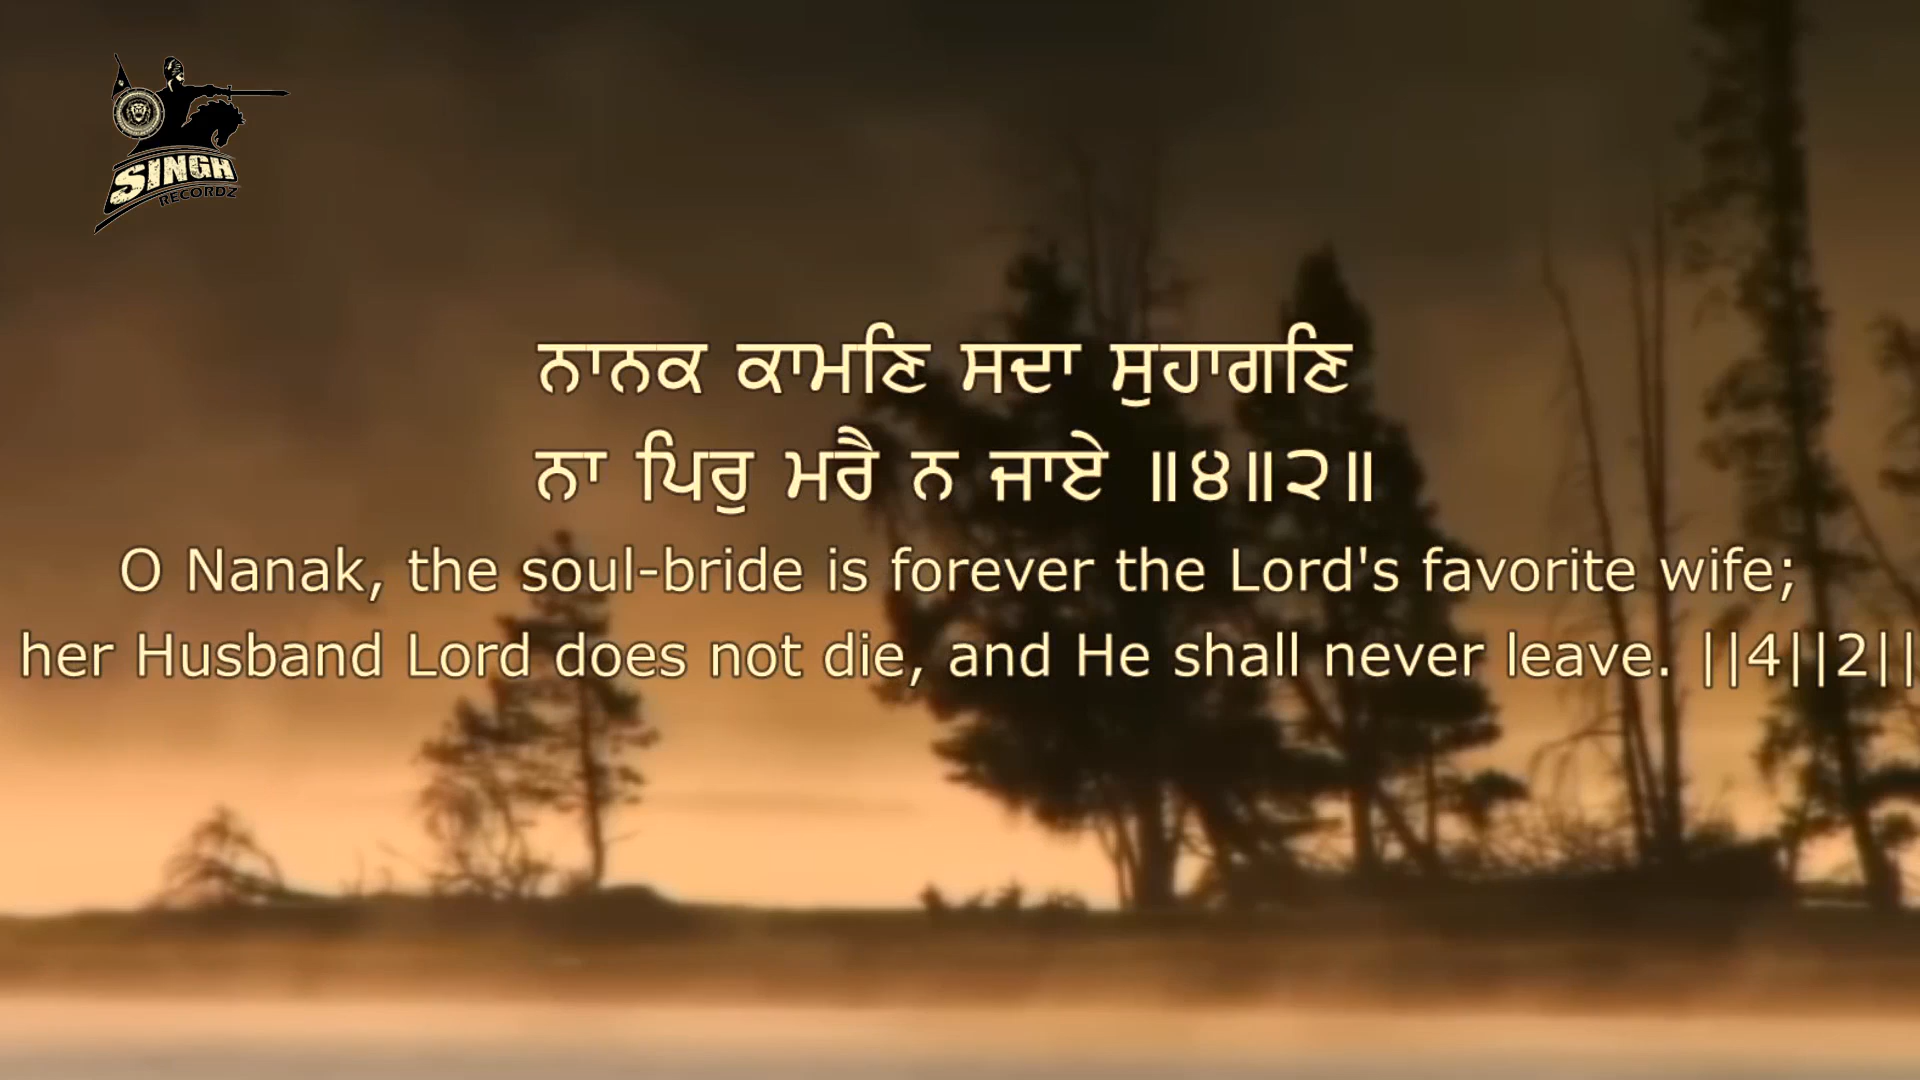 SINGH
RECORDZ
ਨਾਨਕ ਕਾਮਣਿ ਸਦਾ ਸੁਹਾਗਣਿ
ਨਾ ਪਿਰੁ ਮਰੈ ਨ ਜਾਏ ॥੪॥੨॥
O Nanak, the soul-bride is forever the Lord's favorite wife;
her Husband Lord does not die, and He shall never leave. ||4||2||